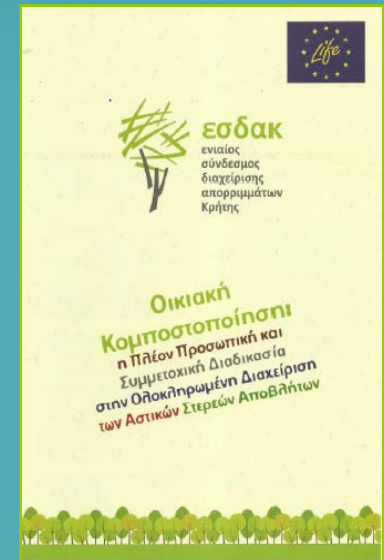 Life
εσδακ
ενιαίος
σύνδεσμος
διαχείρισης
απορριμμάτων
Κρήτης
Οικιακή
Κομποστοποίηση:
η Πλέον Προσωπική και
Συμμετοχική Διαδικασία
στην Ολοκληρωμένη Διαχείριση
των Αστικών Στερεών Αποβλήτων